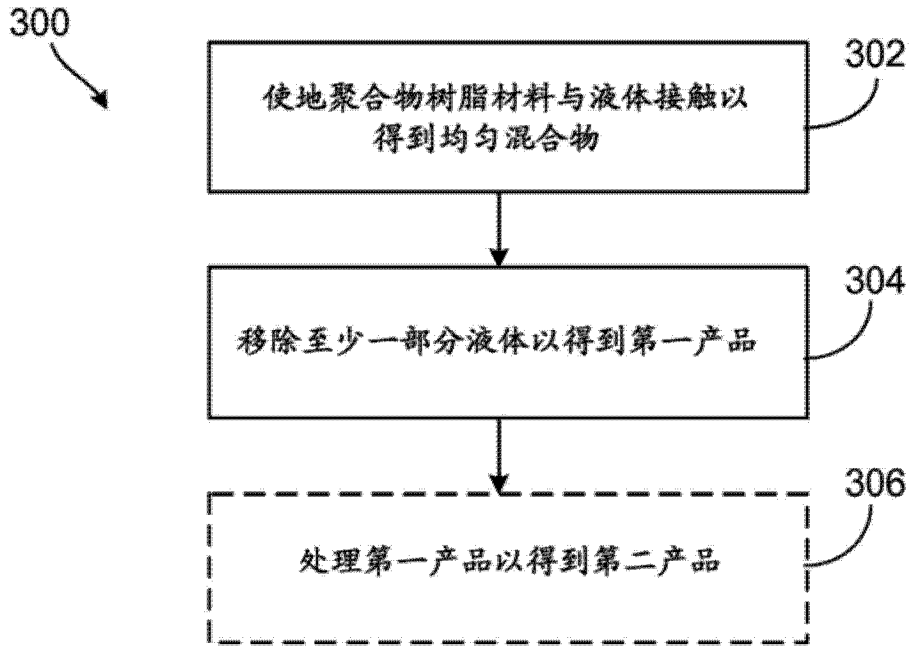 300
302
使地聚合物树脂材料与液体接触以
得到均匀混合物
304
移除至少一部分液体以得到第一产品
306
处理第一产品以得到第二产品